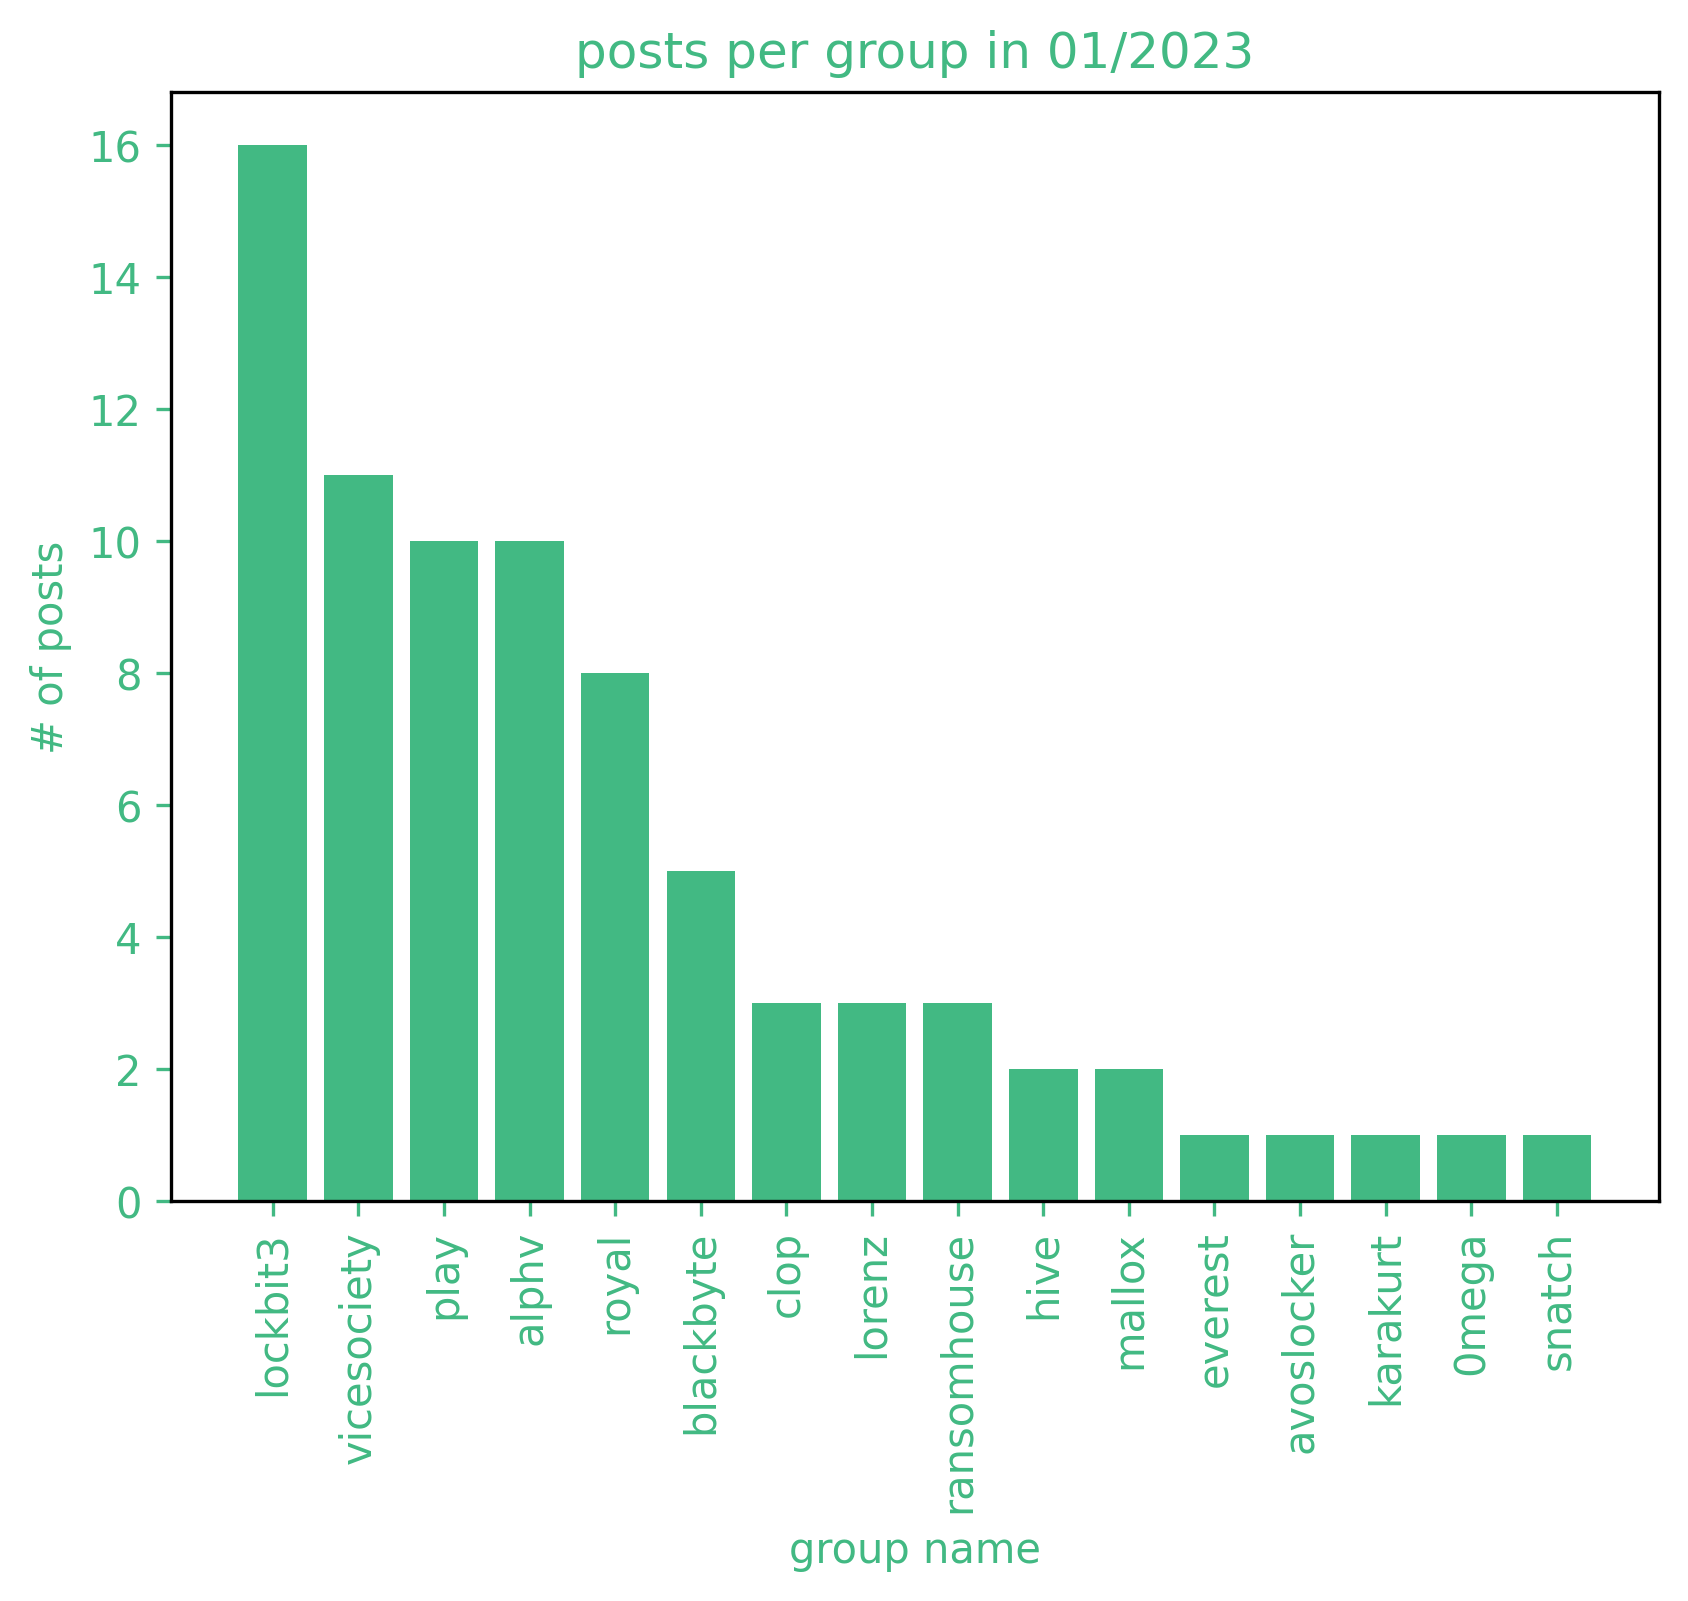 posts per group in 01/2023
16
14
12
10
8
6
4
2
0
# of posts
lockbit3
vicesociety
play
alphv
royal
blackbyte
clop
lorenz
ransomhouse
hive
mallox
everest
avoslocker
karakurt
0mega
snatch
group name